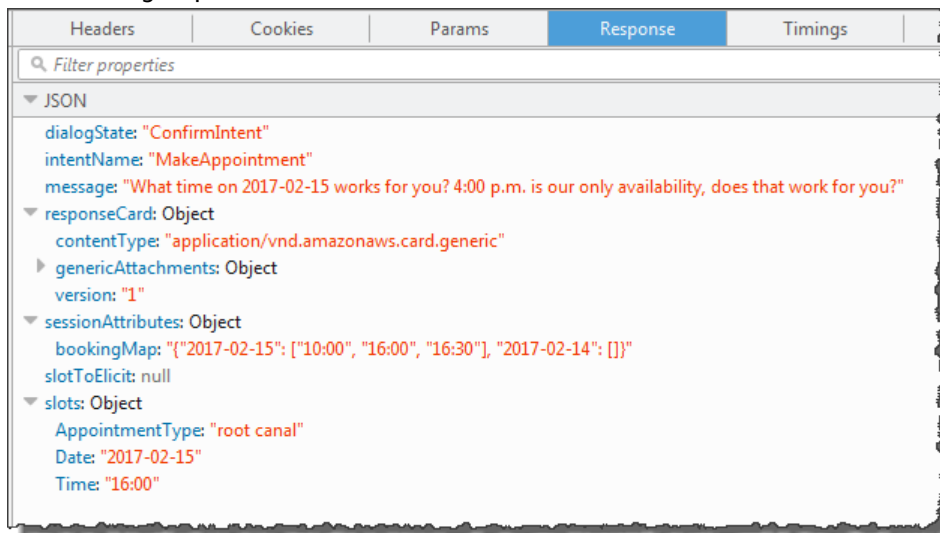 Headers Cookies Params Response Timings
Filter properties
JSON
dialogState: "ConfirmIntent"
intentName: "MakeAppointment"
message: "What time on 2017-02-15 works for you? 4:00 p.m. is our only availability, does that work for you?"
responseCard: Object
contentType: "application/vnd.amazonaws.card.generic"
genericAttachments: Object
version: "1"
sessionAttributes: Object
bookingMap: "{"2017-02-15": ["10:00", "16:00", "16:30"], "2017-02-14": []}"
slotToElicit: null
slots: Object
AppointmentType: "root canal"
Date: "2017-02-15"
Time: "16:00"